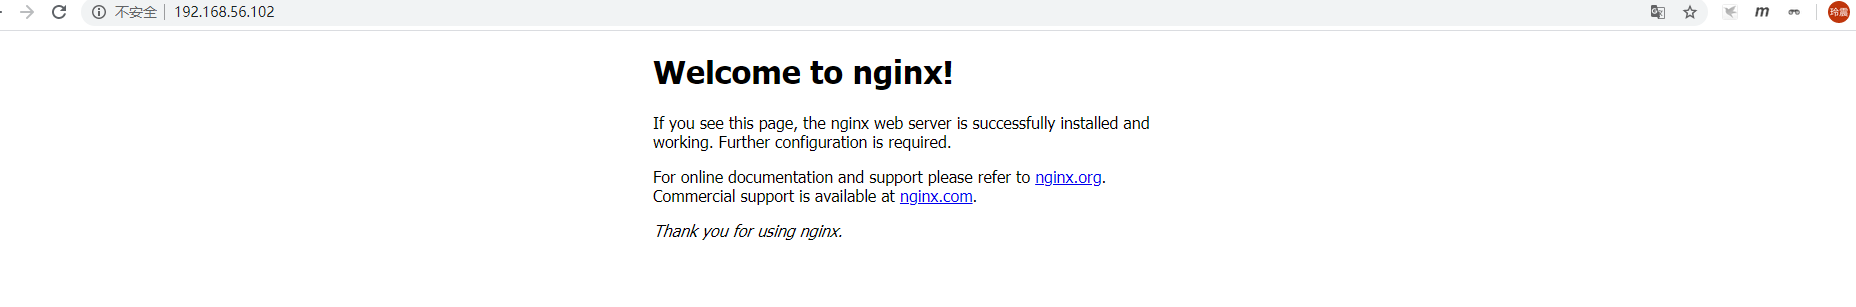 不安全 192.168.56.102
m
玲震
Welcome to nginx!
If you see this page, the nginx web server is successfully installed and
working. Further configuration is required.
For online documentation and support please refer to nginx.org.
Commercial support is available at nginx.com.
Thank you for using nginx.